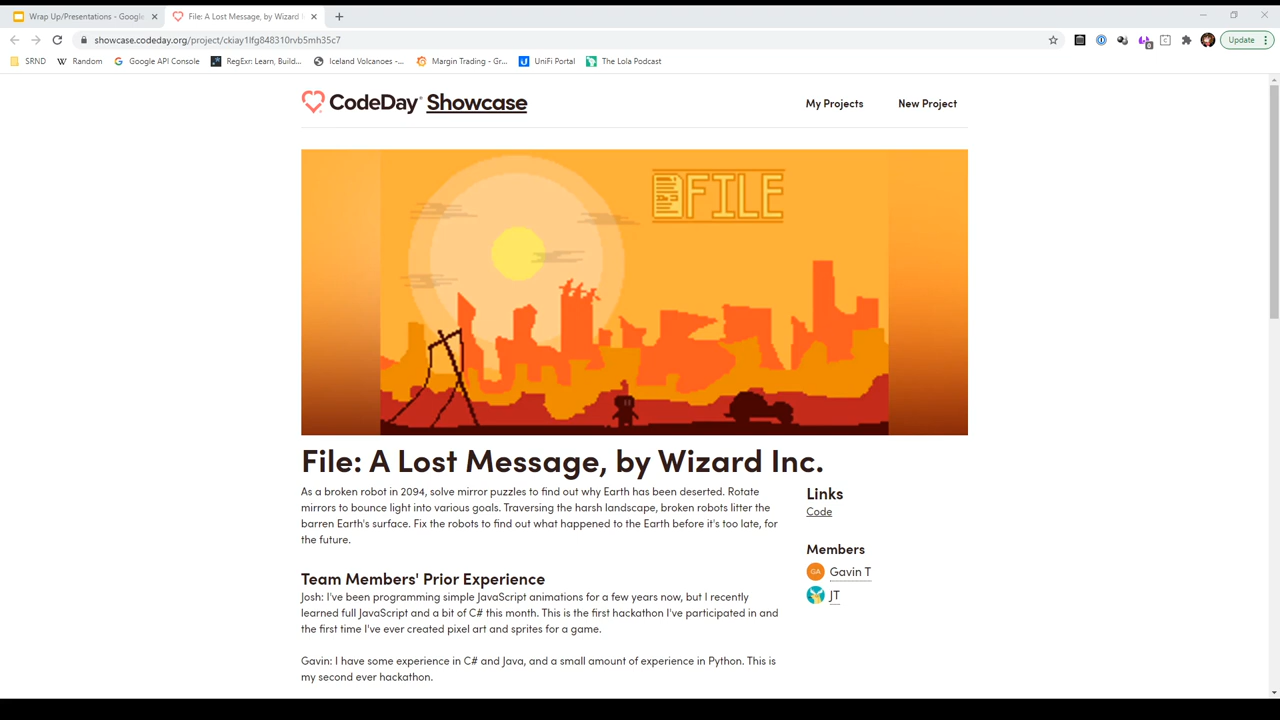 Wrap Up/Presentations - Google
File: A Lost Message, by Wizard I
showcase.codeday.org/project/ckiay1lfg848310rvb5mh35c7
Update
SRND
Random
Google API Console
RegExr: Learn, Build...
Iceland Volcanoes -...
Margin Trading - Gr...
UniFi Portal
The Lola Podcast
CodeDay Showcase
My Projects
New Project
FILE
File: A Lost Message, by Wizard Inc.
As a broken robot in 2094, solve mirror puzzles to find out why Earth has been deserted. Rotate
mirrors to bounce light into various goals. Traversing the harsh landscape, broken robots litter the
barren Earth's surface. Fix the robots to find out what happened to the Earth before it's too late, for
the future.
Links
Code
Members
GA Gavin T
JT
Team Members' Prior Experience
Josh: I've been programming simple JavaScript animations for a few years now, but I recently
learned full JavaScript and a bit of C# this month. This is the first hackathon I've participated in and
the first time I've ever created pixel art and sprites for a game.
Gavin: I have some experience in C# and Java, and a small amount of experience in Python. This is
my second ever hackathon.